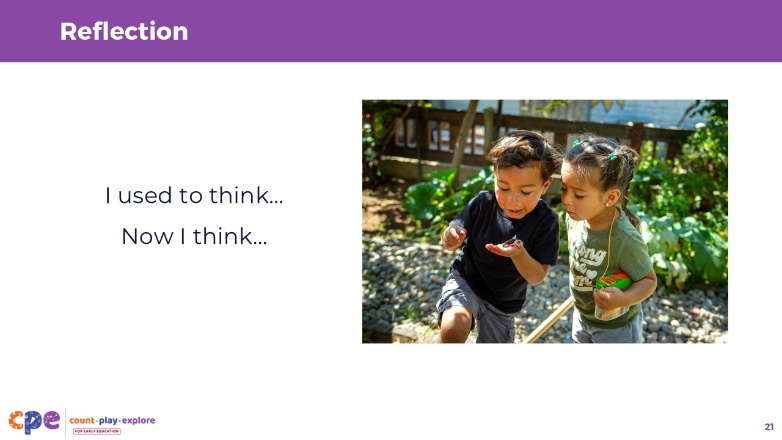 Reflection
I used to think...
Now I think...
cpe
count·play·explore
FOR EARLY EDUCATION
21